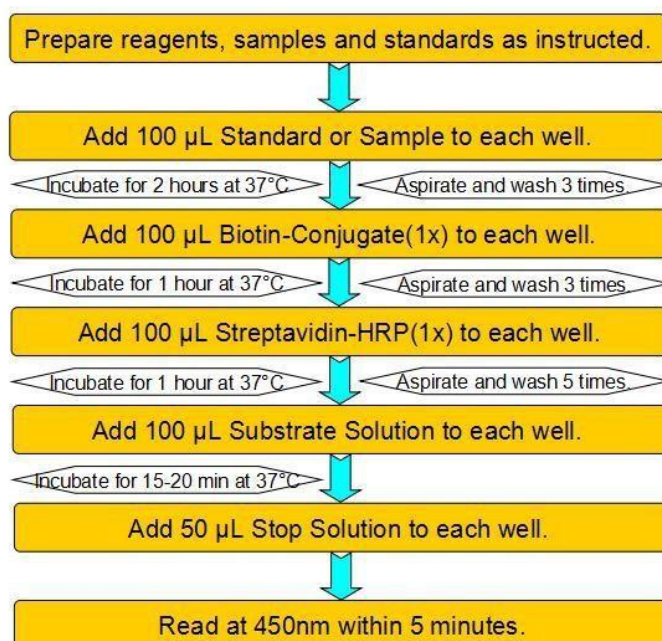 Prepare reagents, samples and standards as instructed.
Add 100 µL Standard or Sample to each well.
Incubate for 2 hours at 37°C
Aspirate and wash 3 times.
Add 100 µL Biotin-Conjugate(1x) to each well.
Incubate for 1 hour at 37°C
Aspirate and wash 3 times.
Add 100 µL Streptavidin-HRP(1x) to each well.
Incubate for 1 hour at 37°C
Aspirate and wash 5 times.
Add 100 µL Substrate Solution to each well.
Incubate for 15-20 min at 37°C
Add 50 µL Stop Solution to each well.
Read at 450nm within 5 minutes.